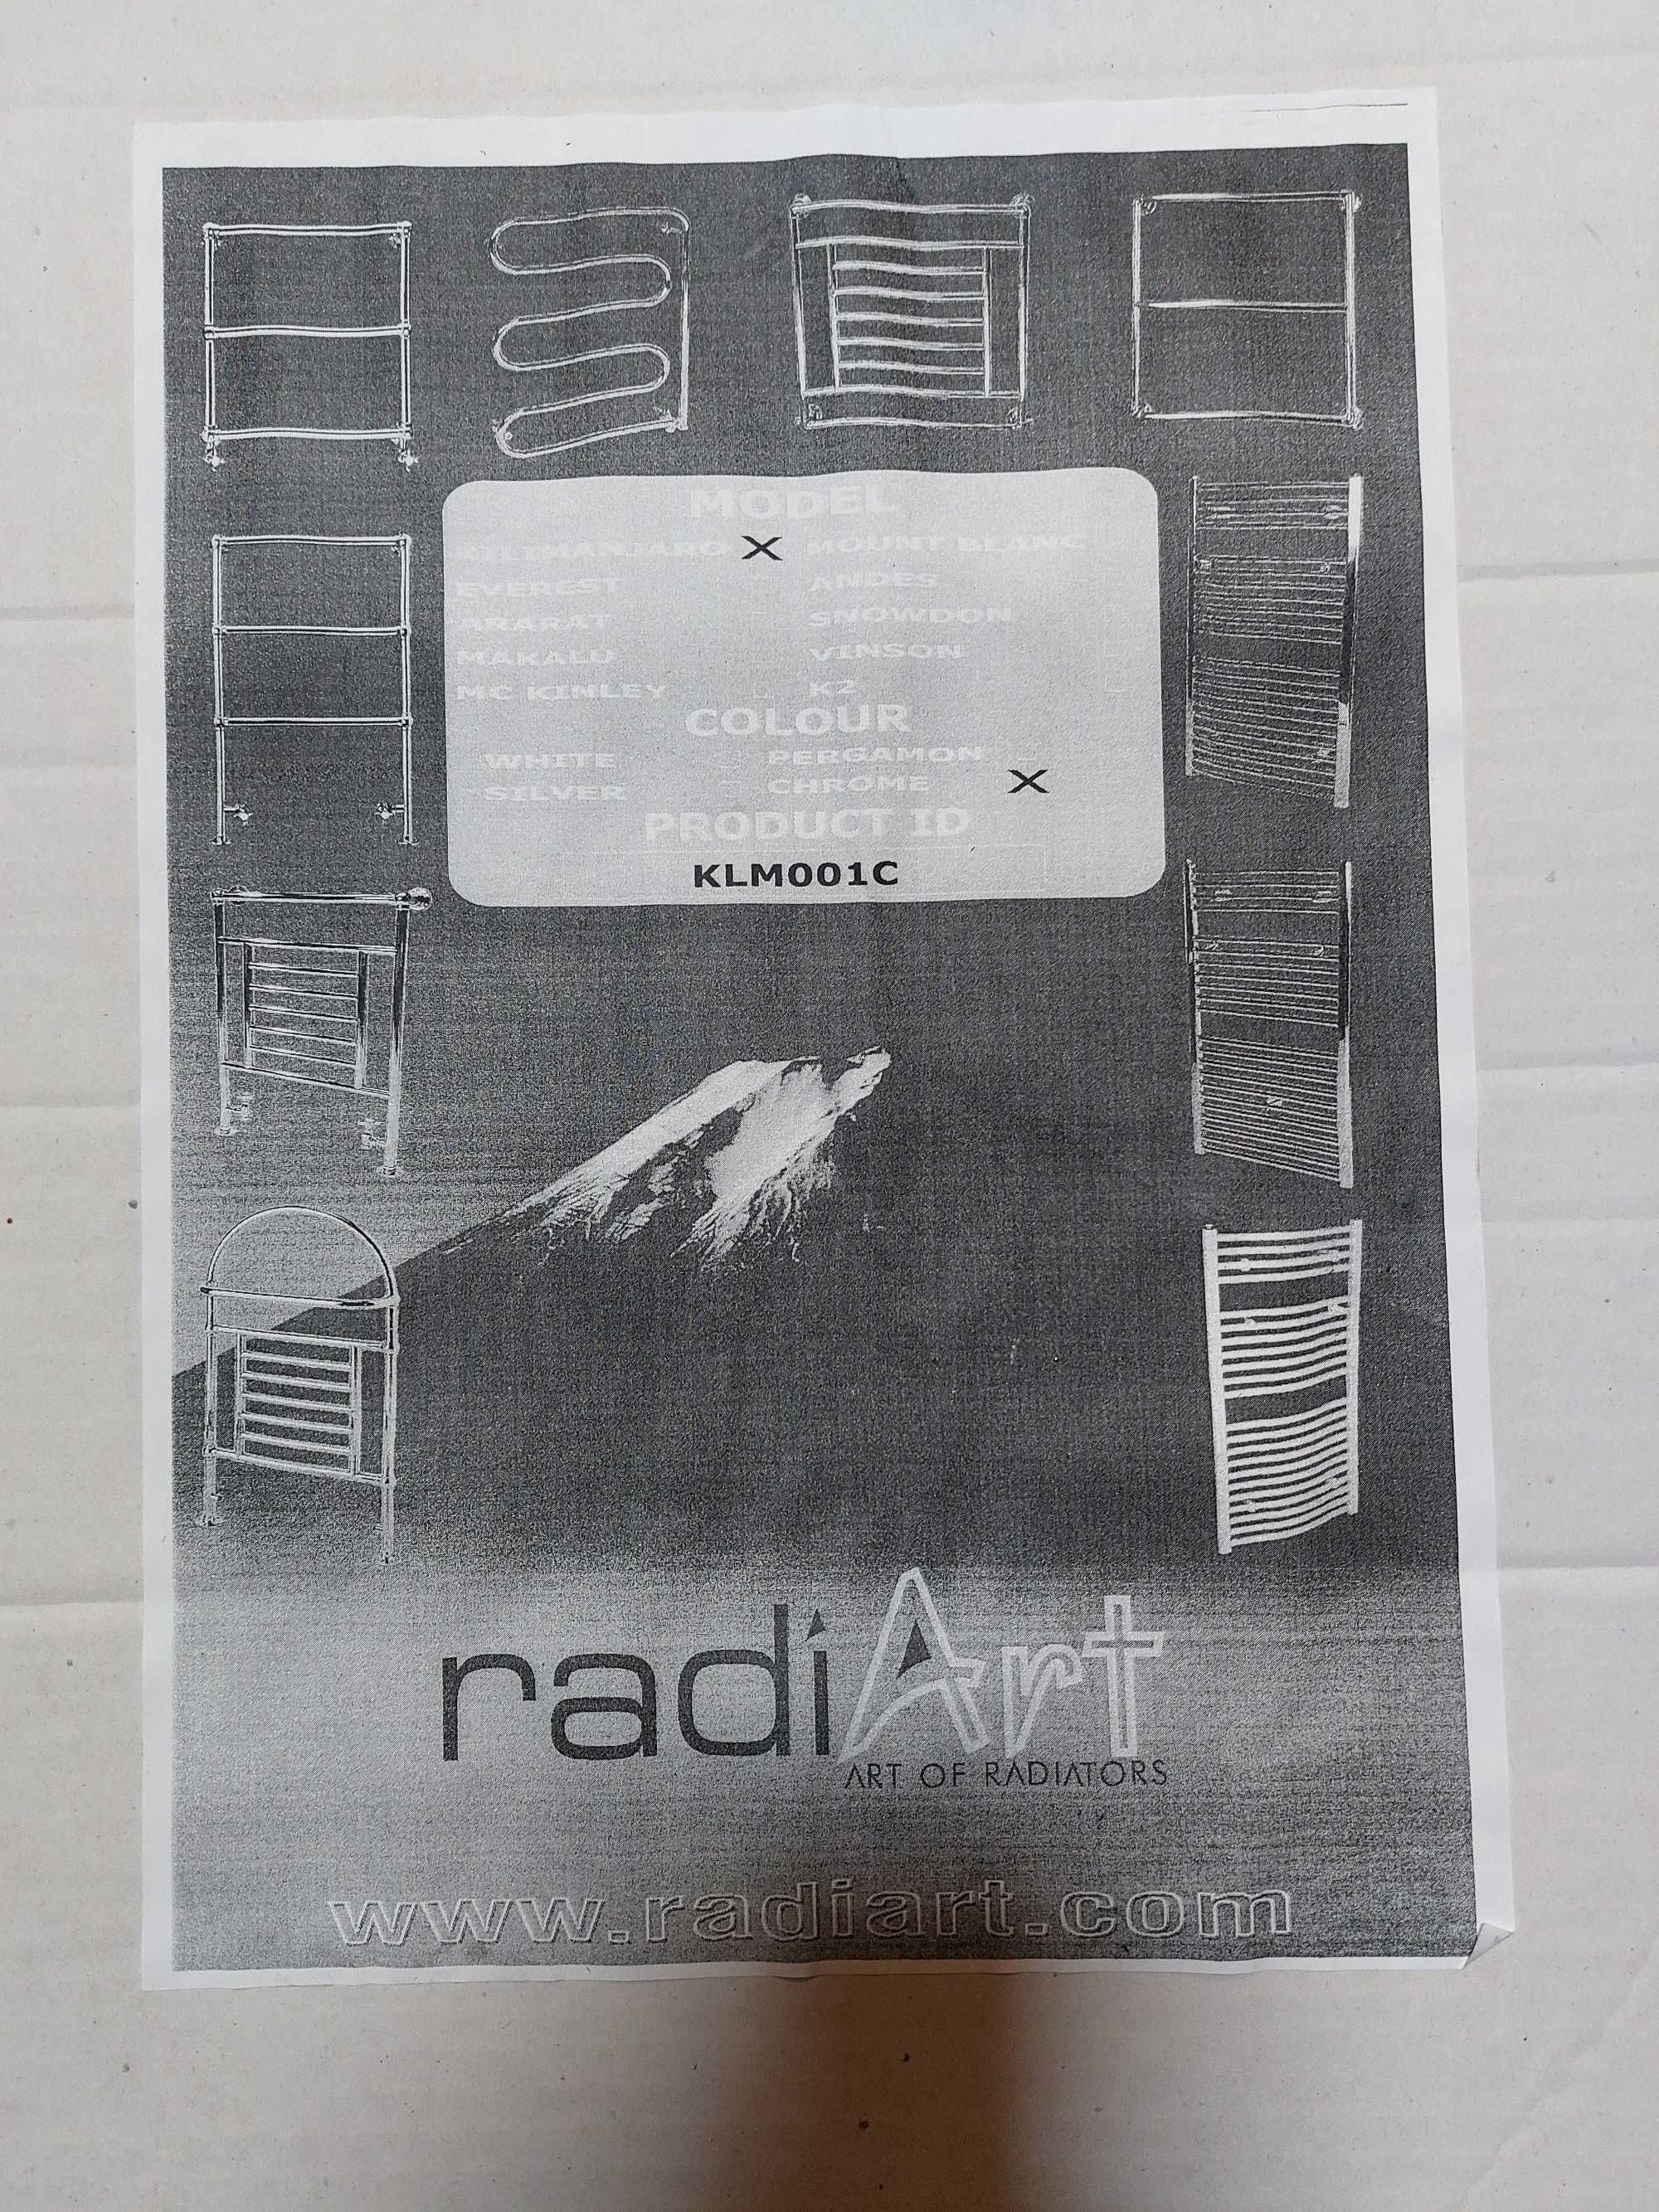 MODEL
KILIMANJARO X MOUNT BLANC
EVEREST ANDES
ARARAT SNOWDON
MAKALU VINSON
MC KINLEY K2
COLOUR
WHITE PERGAMON
SILVER CHROME X
PRODUCT ID
KLM001C
radiArt
ART OF RADIATORS
www.radiart.com